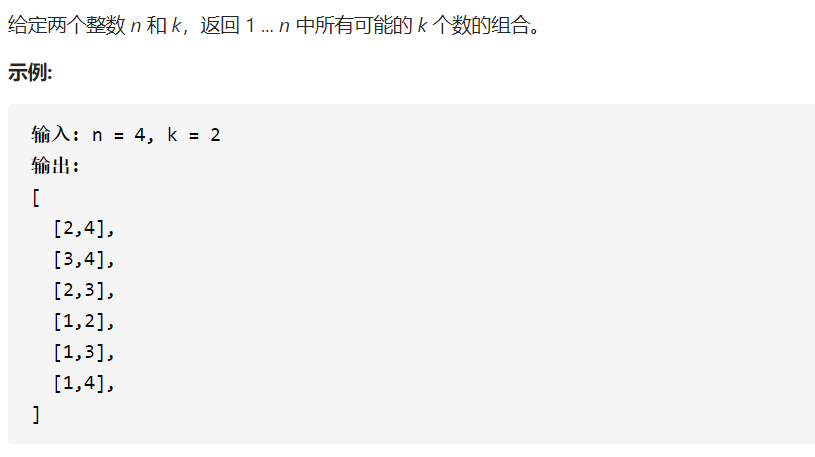 给定两个整数 n 和 k，返回 1 ... n 中所有可能的 k 个数的组合。
示例:
输入: n = 4, k = 2
输出:
[
  [2,4],
  [3,4],
  [2,3],
  [1,2],
  [1,3],
  [1,4],
]